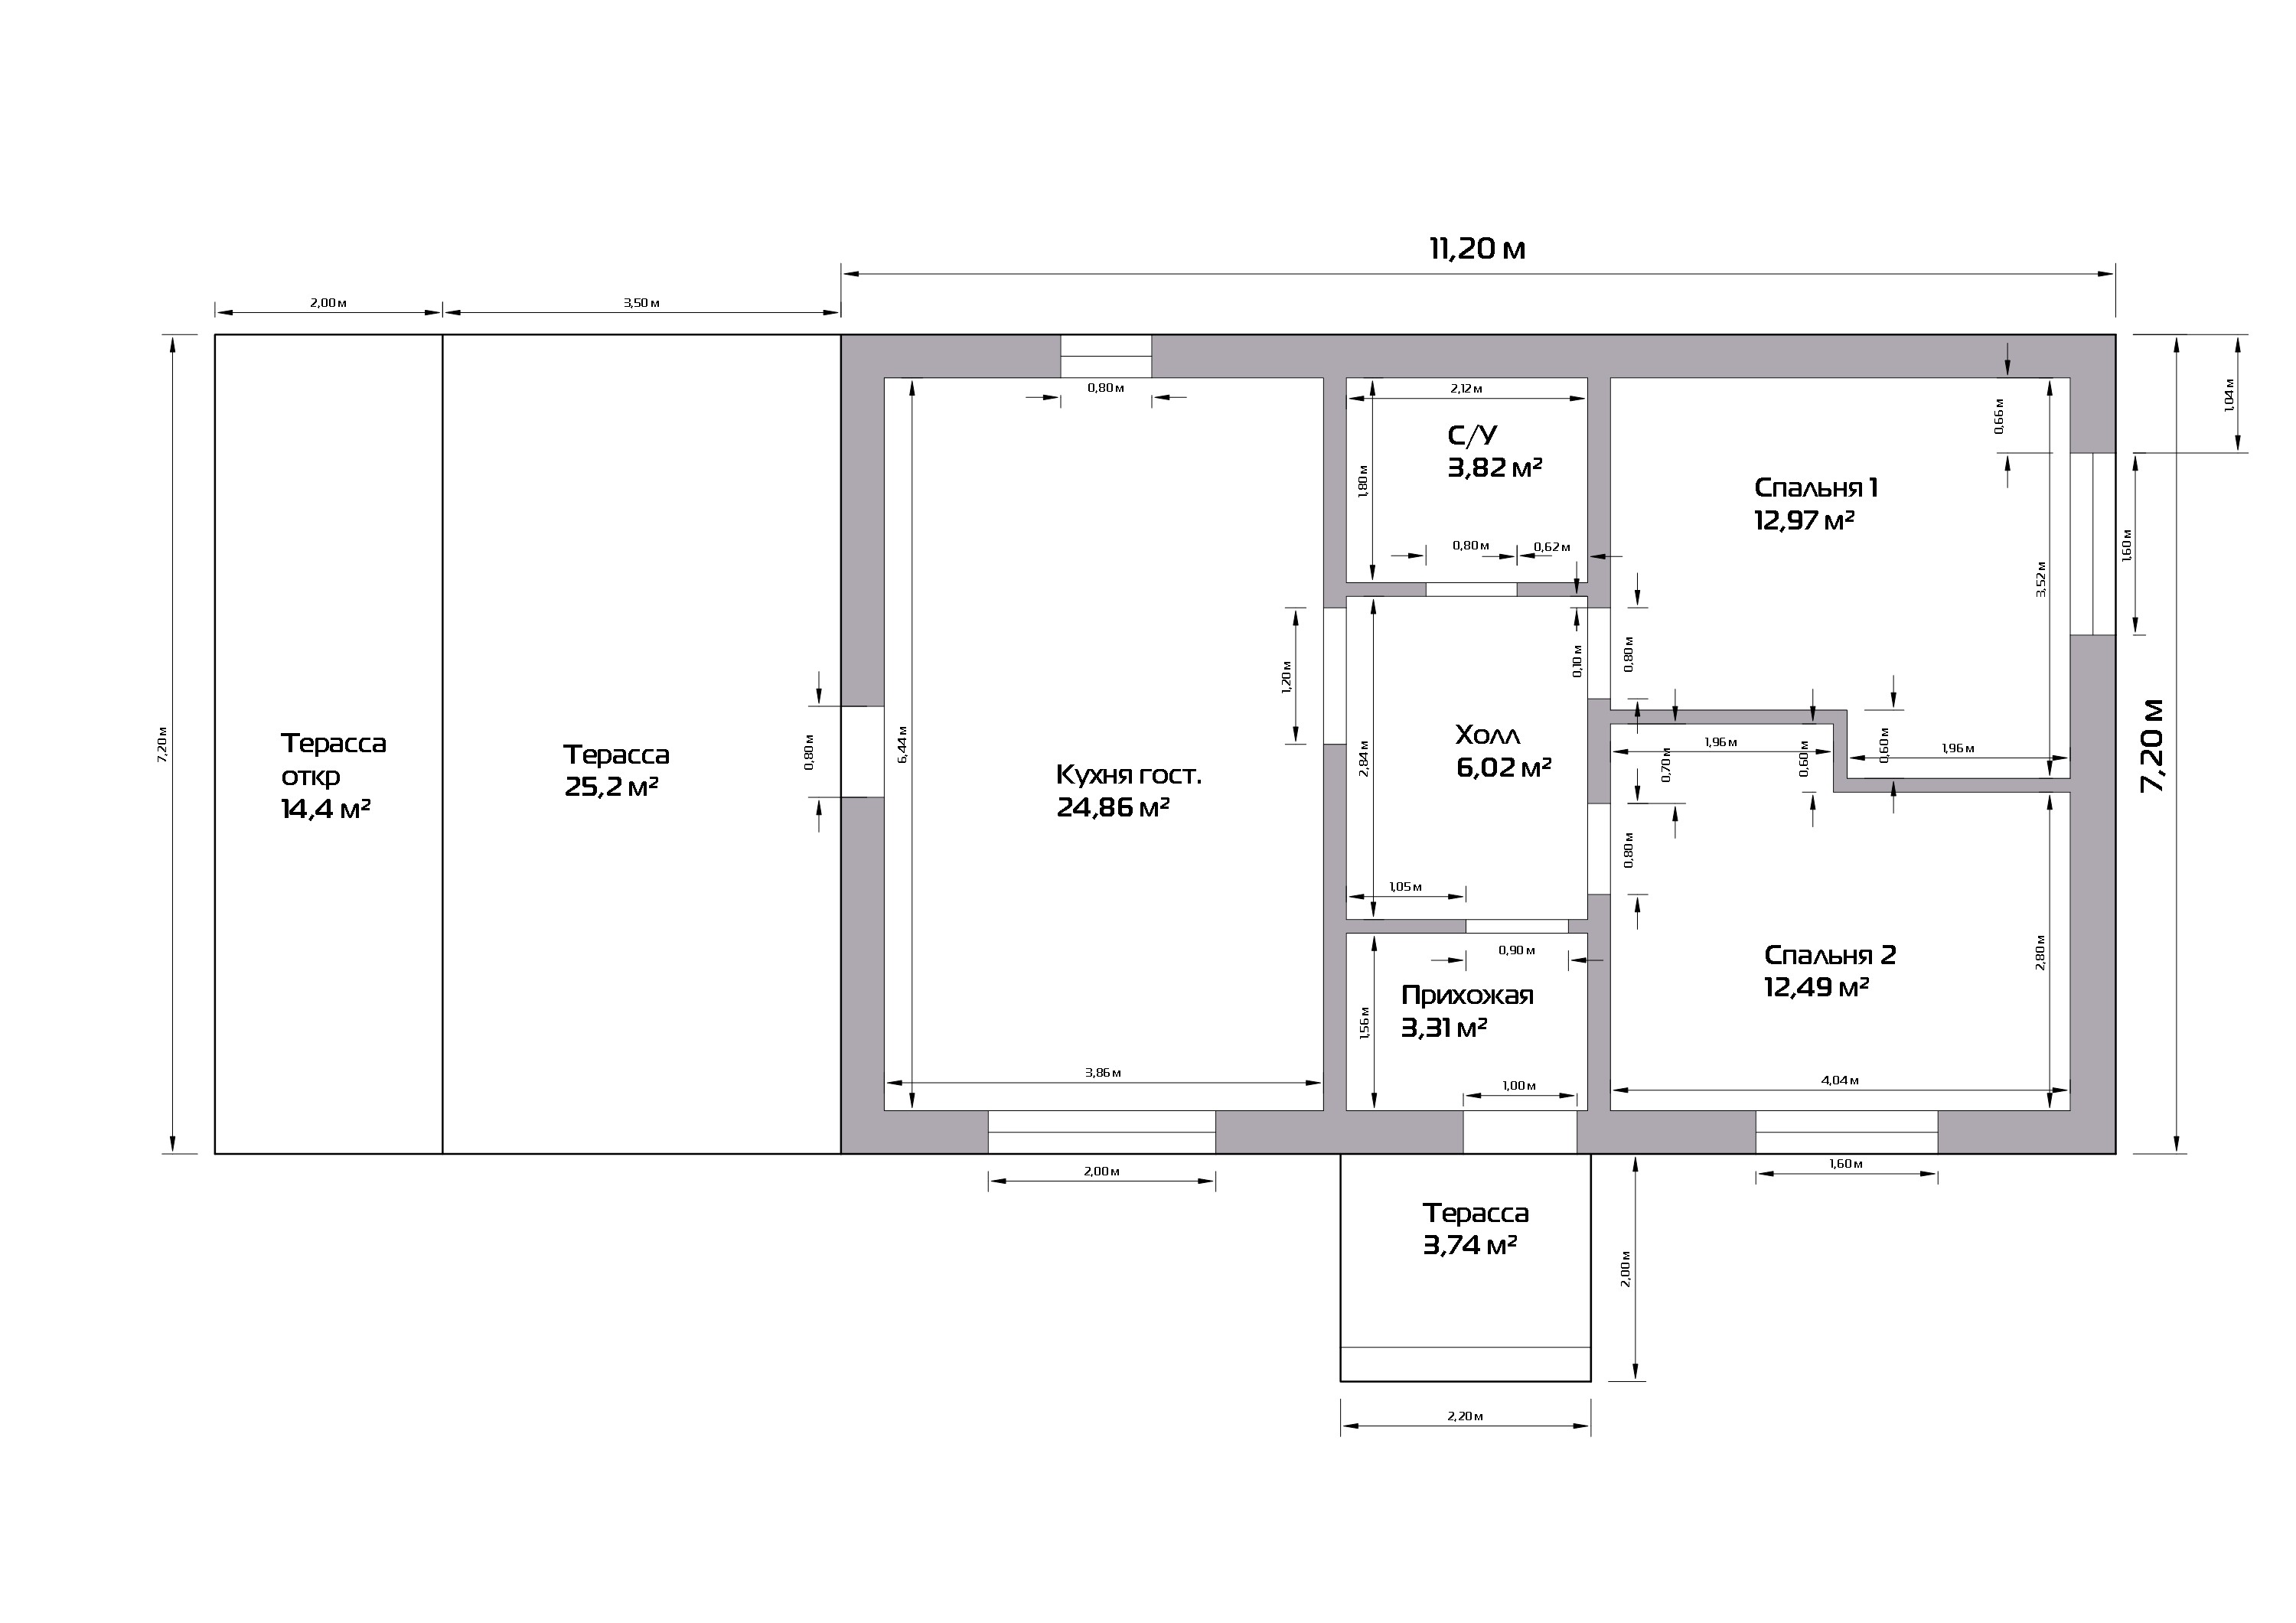 11,20 м
2,00 м
3,50 м
0,80 м
2,12 м
1,04 м
0,66 м
С/У
3,82 м²
1,80 м
Спальня 1
12,97 м²
0,80 м
0,62 м
1,60 м
3,52 м
1,20 м
0,10 м
0,80 м
7,20 м
Терасса
откр
14,4 м²
Терасса
25,2 м²
0,80 м
6,44 м
Кухня гост.
24,86 м²
2,84 м
Холл
6,02 м²
1,96 м
0,70 м
0,60 м
0,60 м
1,96 м
7,20 м
0,80 м
1,05 м
0,90 м
Спальня 2
12,49 м²
2,80 м
Прихожая
3,31 м²
1,56 м
3,86 м
1,00 м
4,04 м
2,00 м
1,60 м
Терасса
3,74 м²
2,00 м
2,20 м